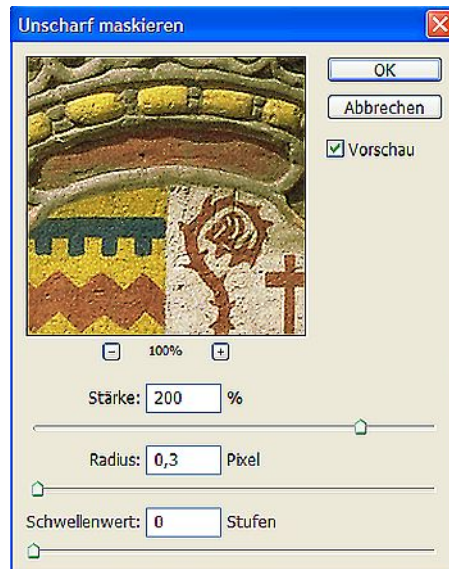 Unscharf maskieren
OK
Abbrechen
Vorschau
100%
Stärke: 200 %
Radius: 0,3 Pixel
Schwellenwert: 0 Stufen